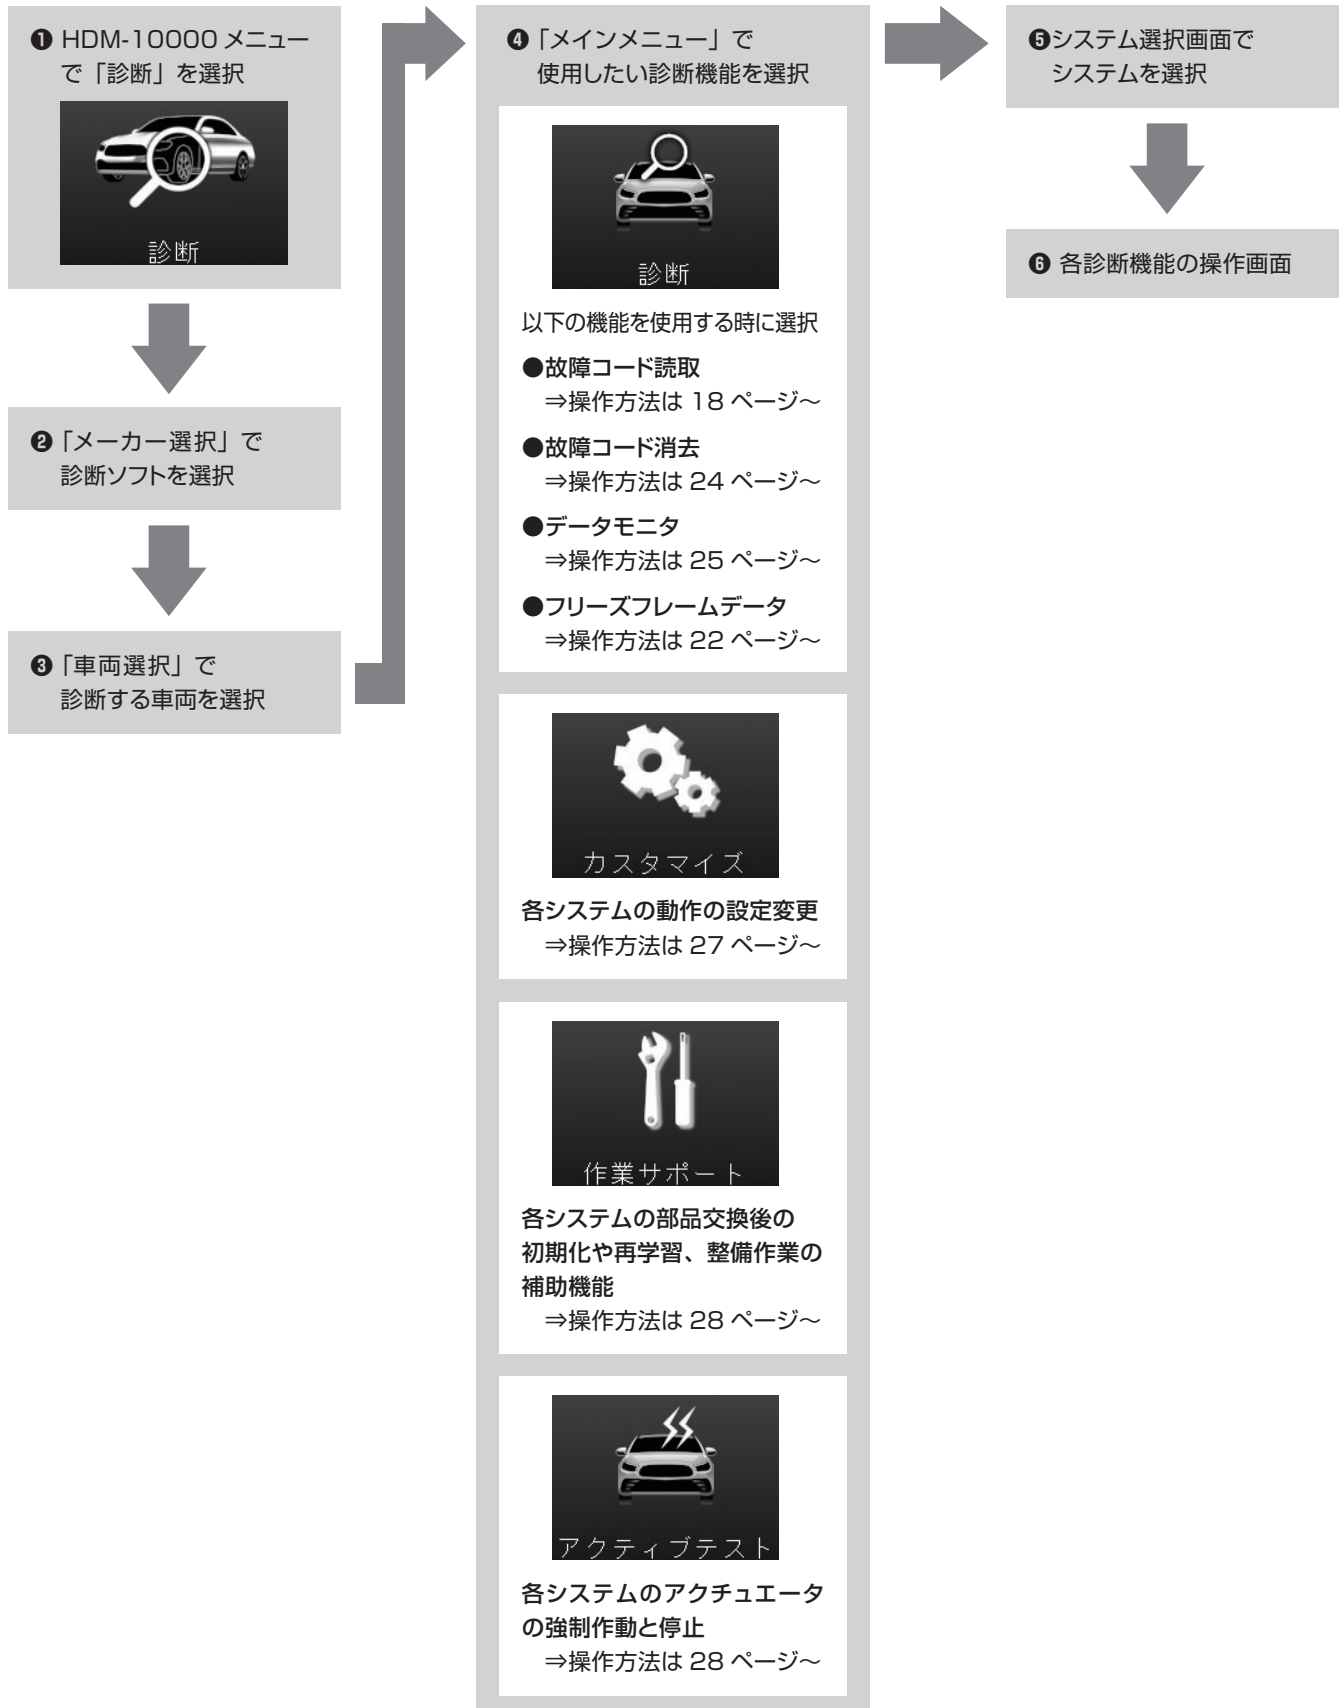 ❶ HDM-10000 メニュー
で「診断」を選択
診断
❷「メーカー選択」で
診断ソフトを選択
❸「車両選択」で
診断する車両を選択
❹「メインメニュー」で
使用したい診断機能を選択
診断
以下の機能を使用する時に選択
●故障コード読取
⇒操作方法は 18 ページ～
●故障コード消去
⇒操作方法は 24 ページ～
●データモニタ
⇒操作方法は 25 ページ～
●フリーズフレームデータ
⇒操作方法は 22 ページ～
カスタマイズ
各システムの動作の設定変更
⇒操作方法は 27 ページ～
作業サポート
各システムの部品交換後の
初期化や再学習、整備作業の
補助機能
⇒操作方法は 28 ページ～
アクティブテスト
各システムのアクチュエータ
の強制作動と停止
⇒操作方法は 28 ページ～
❺システム選択画面で
システムを選択
❻ 各診断機能の操作画面